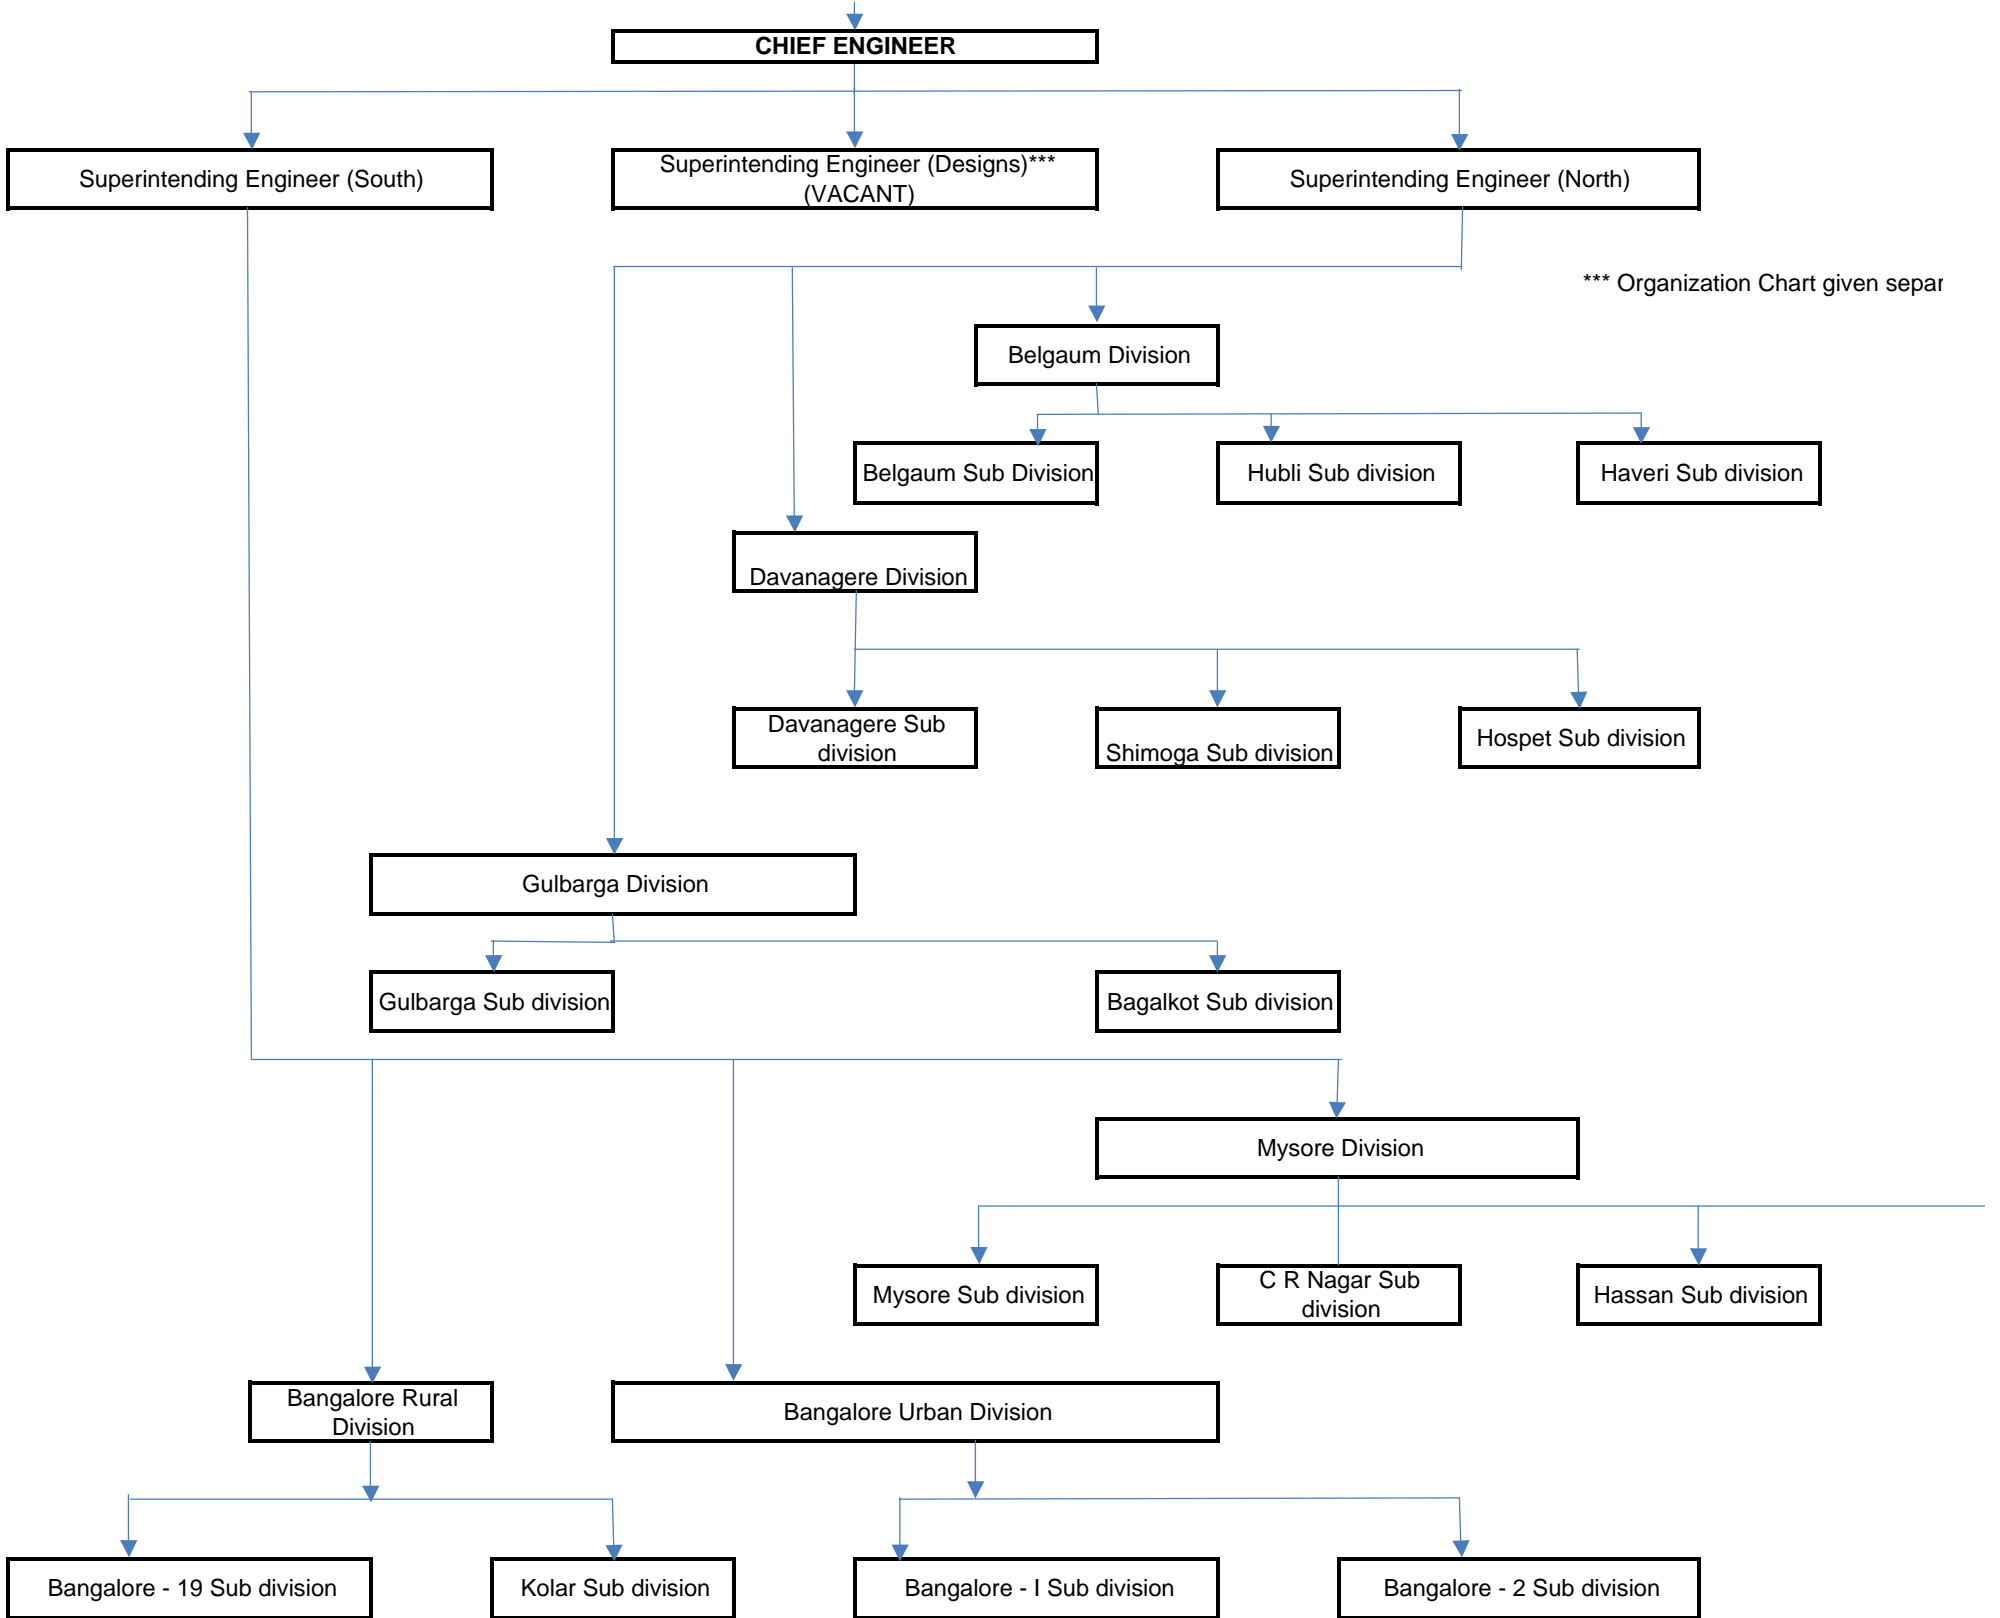 CHIEF ENGINEER
Superintending Engineer (South)
Superintending Engineer (Designs)***
(VACANT)
Superintending Engineer (North)
*** Organization Chart given separ
Belgaum Division
Belgaum Sub Division
Hubli Sub division
Haveri Sub division
Davanagere Division
Davanagere Sub
division
Shimoga Sub division
Hospet Sub division
Gulbarga Division
Gulbarga Sub division
Bagalkot Sub division
Mysore Division
Mysore Sub division
C R Nagar Sub
division
Hassan Sub division
Bangalore Rural
Division
Bangalore Urban Division
Bangalore - 19 Sub division
Kolar Sub division
Bangalore - I Sub division
Bangalore - 2 Sub division